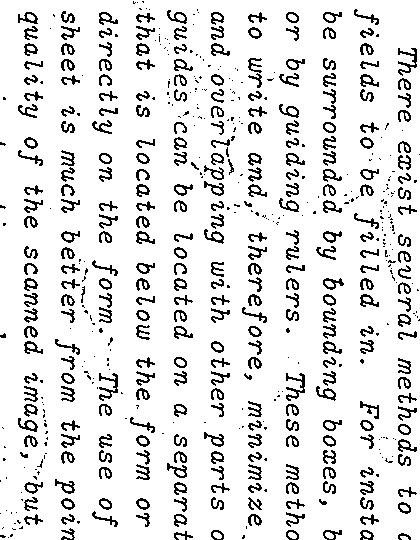 There exist several methods to
fields to be filled in. For insta
be surrounded by bounding boxes, b
or by guiding rulers. These metho
to write and, therefore, minimize
and overlapping with other parts o
guides can be located on a separat
that is located below the form or
directly on the form. The use of
sheet is much better from the poin
quality of the scanned image, but